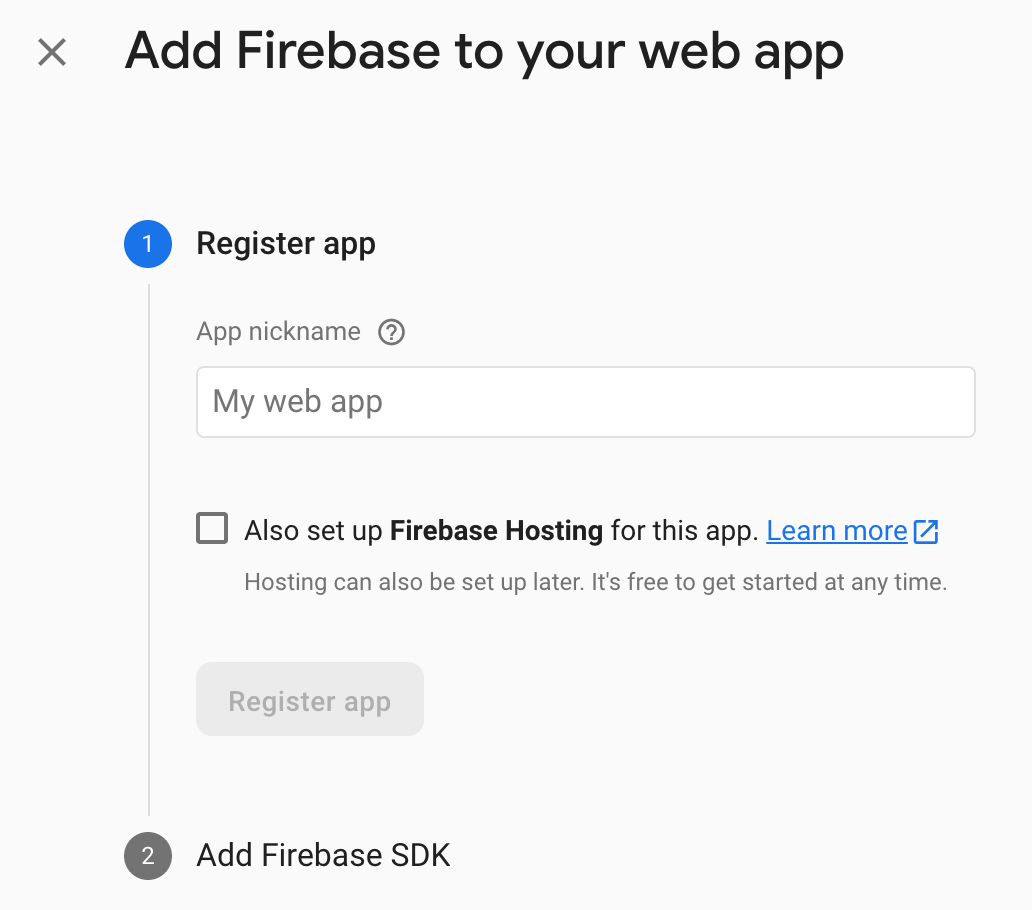 Add Firebase to your web app
1 Register app
App nickname ?
My web app
Also set up Firebase Hosting for this app. Learn more
Hosting can also be set up later. It's free to get started at any time.
Register app
2 Add Firebase SDK